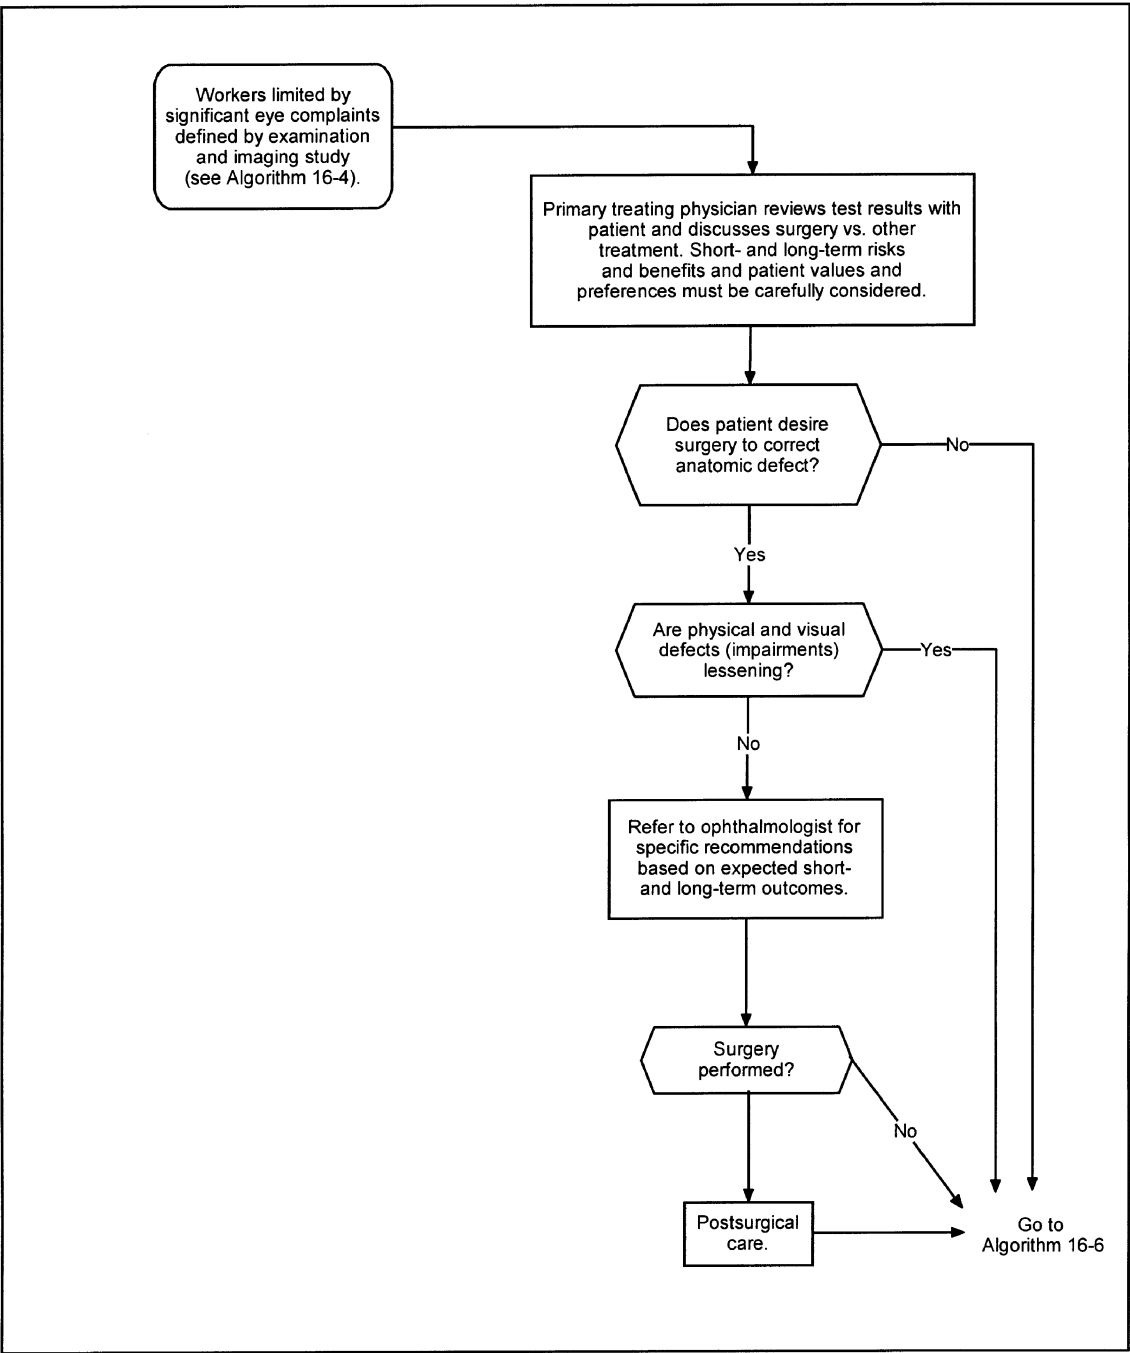 Workers limited by
significant eye complaints
defined by examination
and imaging study
(see Algorithm 16-4).
Primary treating physician reviews test results with
patient and discusses surgery vs. other
treatment. Short- and long-term risks
and benefits and patient values and
preferences must be carefully considered.
Does patient desire
surgery to correct
anatomic defect?
No
Yes
Are physical and visual
defects (impairments)
lessening?
Yes
No
Refer to ophthalmologist for
specific recommendations
based on expected short-
and long-term outcomes.
Surgery
performed?
No
Postsurgical
care.
Go to
Algorithm 16-6